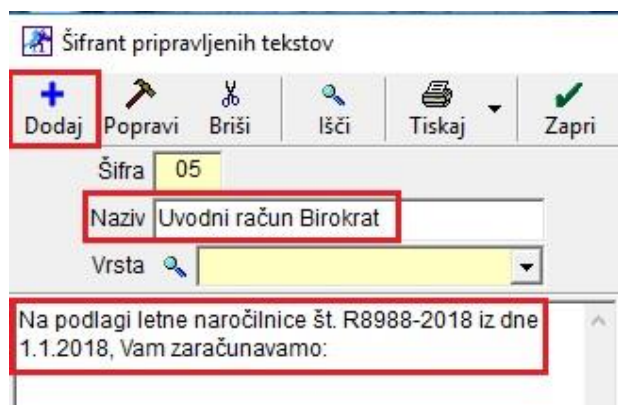 Šifrant pripravljenih tekstov
Dodaj Popravi Briši Išči Tiskaj Zapri
Šifra 05
Naziv Uvodni račun Birokrat
Vrsta
Na podlagi letne naročilnice št. R8988-2018 iz dne
1.1.2018, Vam zaračunavamo: